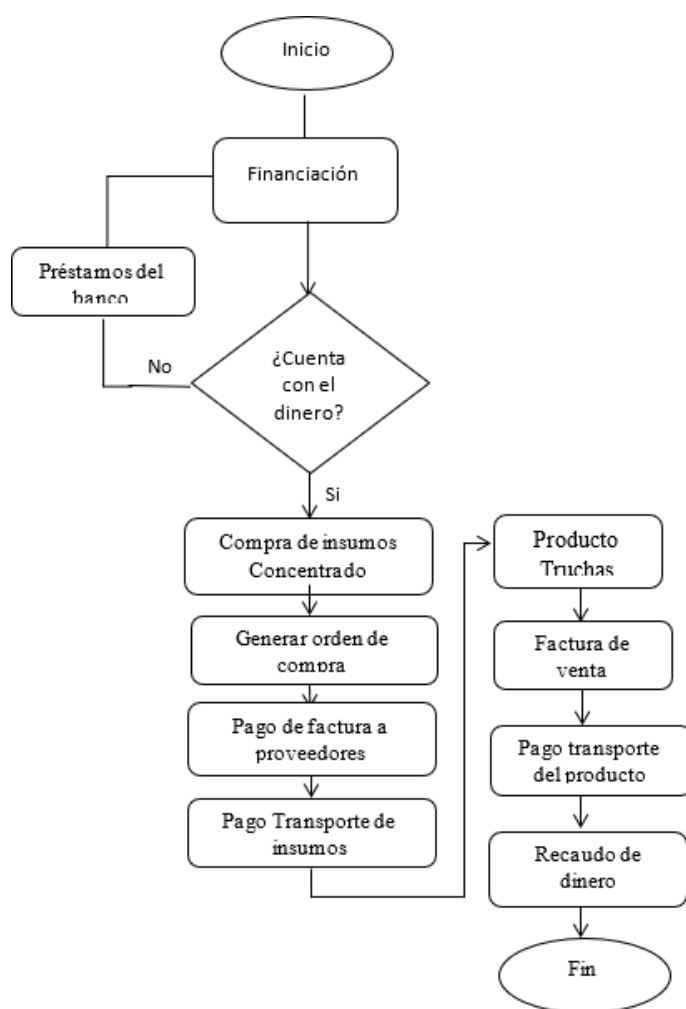 Inicio
Financiación
Préstamos del
banco
No
¿Cuenta
con el
dinero?
Si
Compra de insumos
Concentrado
Generar orden de
compra
Pago de factura a
proveedores
Pago Transporte de
insumos
Producto
Truchas
Factura de
venta
Pago transporte
del producto
Recaudo de
dinero
Fin